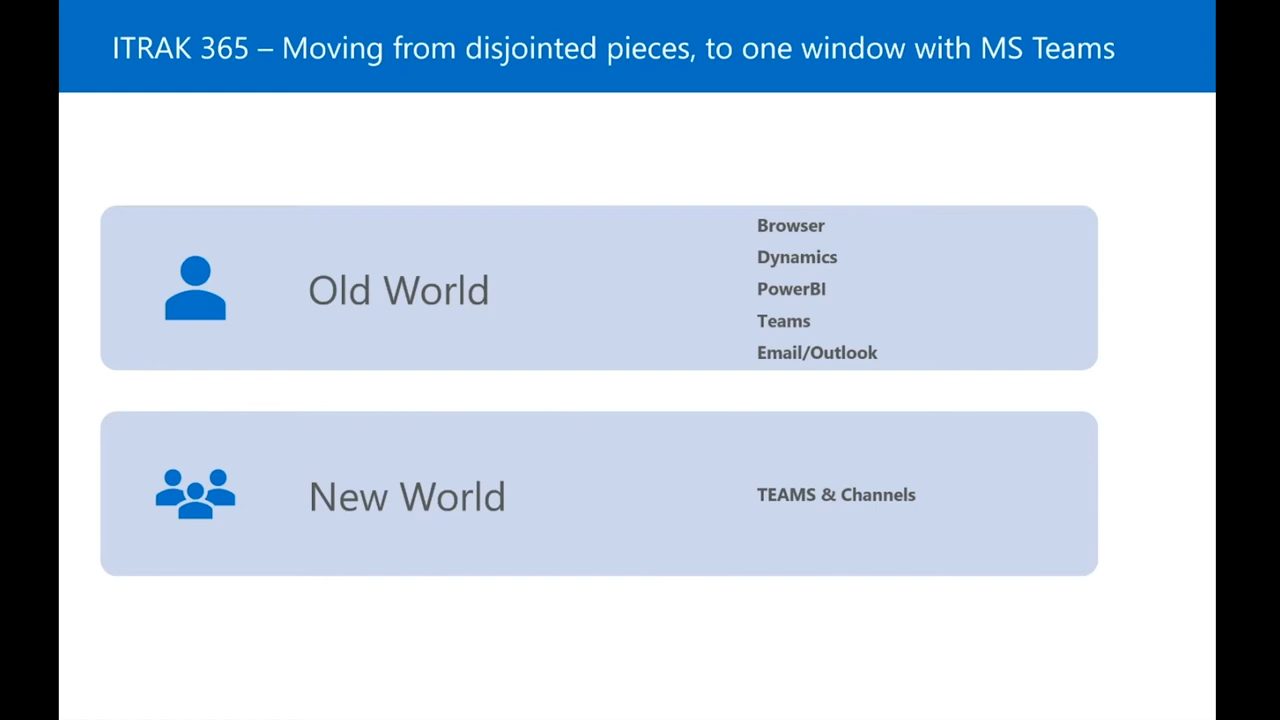 ITRAK 365 – Moving from disjointed pieces, to one window with MS Teams
Old World
Browser
Dynamics
PowerBI
Teams
Email/Outlook
New World
TEAMS & Channels